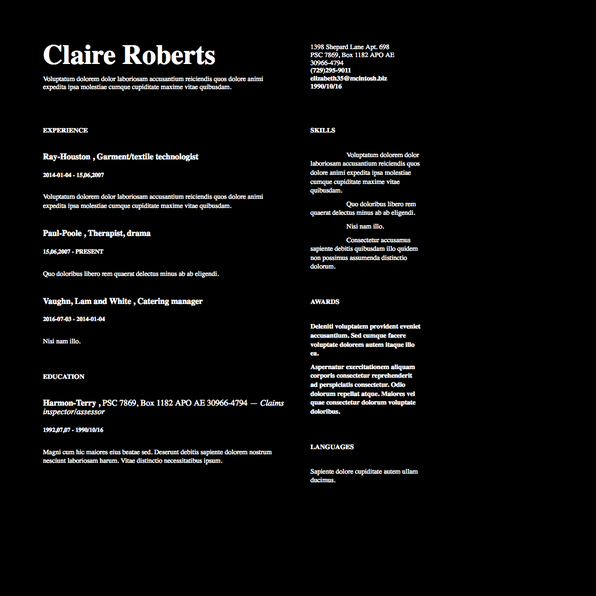 Claire Roberts
Voluptatum dolorem dolor laboriosam accusantium reiciendis quos dolore animi
expedita ipsa molestiae cumque cupiditate maxime vitae quibusdam.
1398 Shepard Lane Apt. 698
PSC 7869, Box 1182 APO AE
30966-4794
(729)295-9011
elizabeth35@mcintosh.biz
1990/10/16
EXPERIENCE
Ray-Houston , Garment/textile technologist
2014-01-04 - 15,06,2007
Voluptatum dolorem dolor laboriosam accusantium reiciendis quos dolore animi
expedita ipsa molestiae cumque cupiditate maxime vitae quibusdam.
Paul-Poole , Therapist, drama
15,06,2007 - PRESENT
Quo doloribus libero rem quaerat delectus minus ab ab eligendi.
Vaughn, Lam and White , Catering manager
2016-07-03 - 2014-01-04
Nisi nam illo.
EDUCATION
Harmon-Terry , PSC 7869, Box 1182 APO AE 30966-4794 — Claims
inspector/assessor
1992,07,07 - 1990/10/16
Magni cum hic maiores eius beatae sed. Deserunt debitis sapiente dolorem nostrum
nesciunt laboriosam harum. Vitae distinctio necessitatibus ipsum.
SKILLS
Voluptatum dolorem dolor
laboriosam accusantium reiciendis quos
dolore animi expedita ipsa molestiae
cumque cupiditate maxime vitae
quibusdam.
Quo doloribus libero rem
quaerat delectus minus ab ab eligendi.
Nisi nam illo.
Consectetur accusamus
sapiente debitis quibusdam illo quidem
non possimus assumenda distinctio
dolorum.
AWARDS
Deleniti voluptatem provident eveniet
accusantium. Sed cumque facere
voluptate dolorem autem itaque illo
ea.
Aspernatur exercitationem aliquam
corporis consectetur reprehenderit
ad perspiciatis consectetur. Odio
dolorum repellat atque. Maiores vel
quae consectetur dolorum voluptate
doloribus.
LANGUAGES
Sapiente dolore cupiditate autem ullam
ducimus.